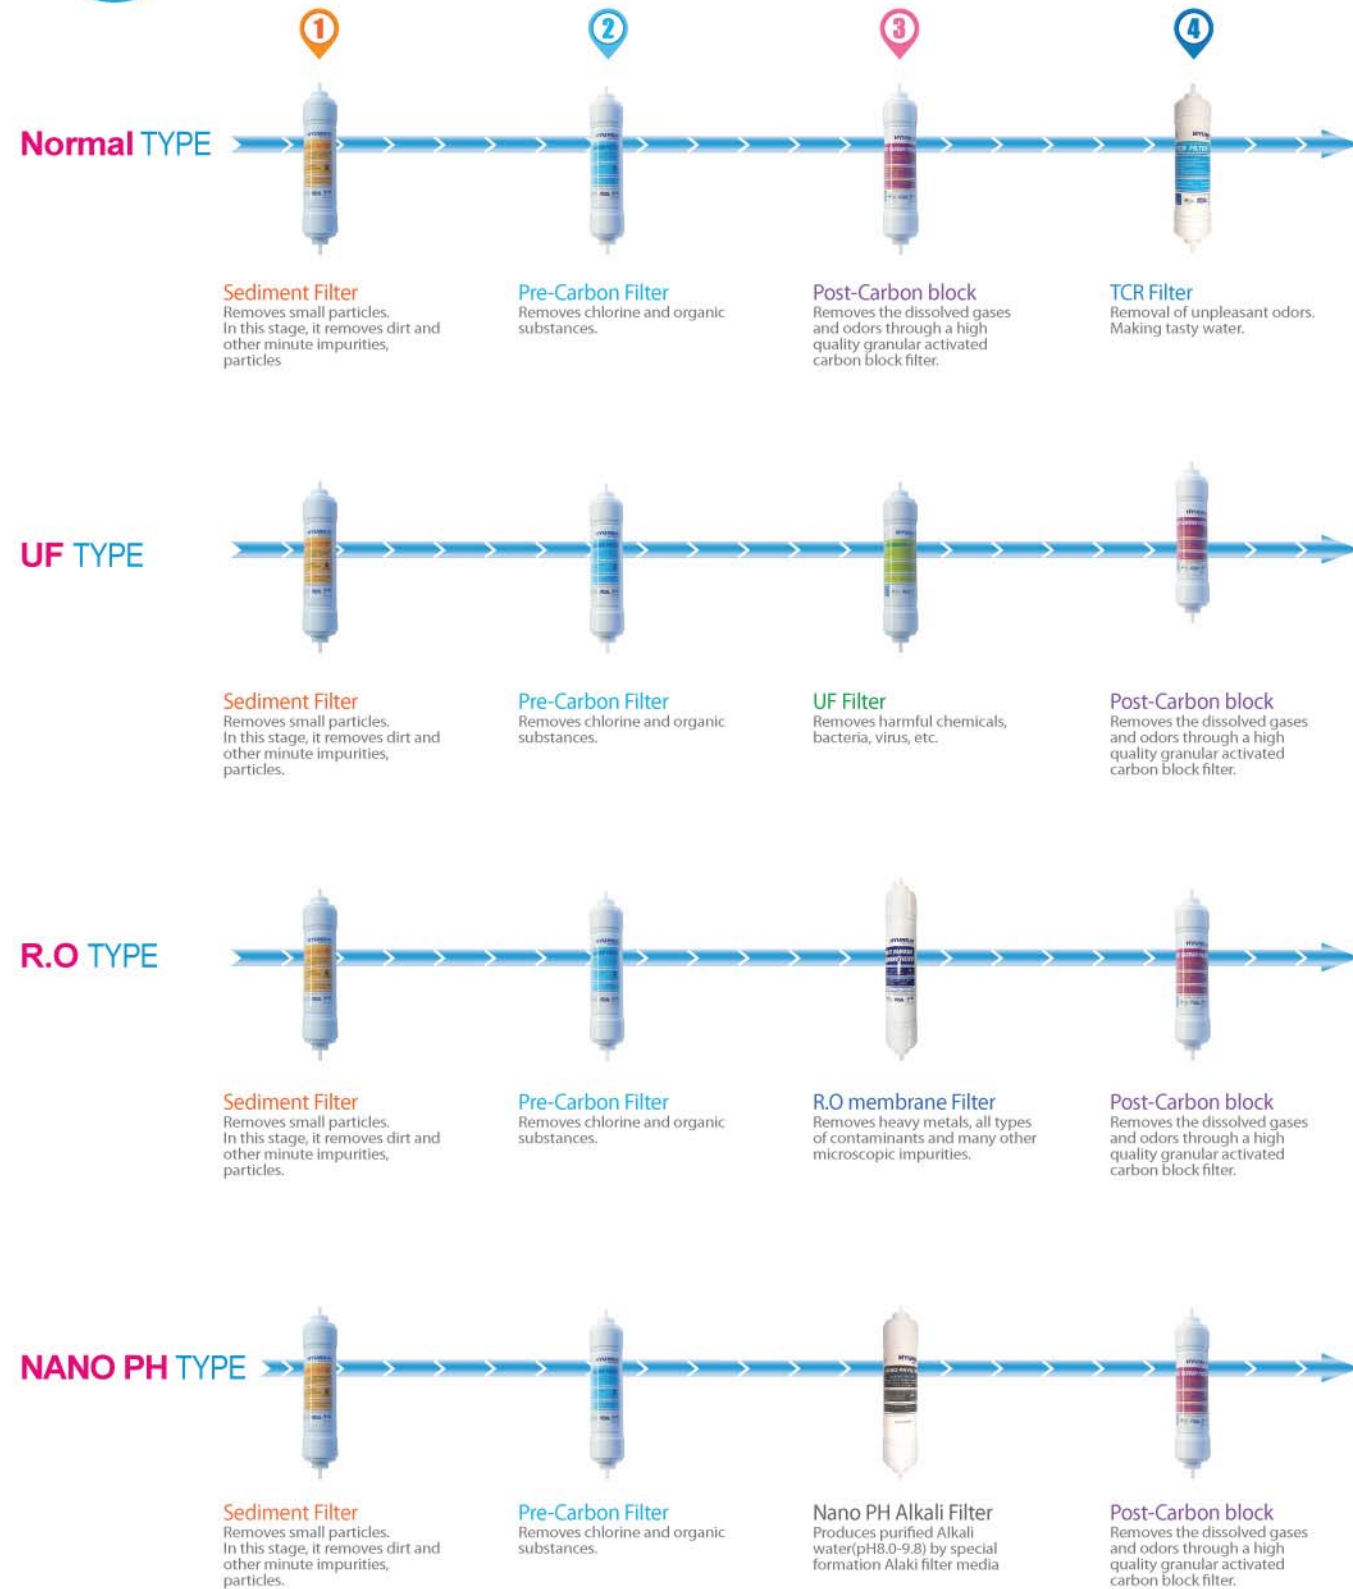 1
2
3
4
Normal TYPE
Sediment Filter
Removes small particles.
In this stage, it removes dirt and
other minute impurities,
particles
Pre-Carbon Filter
Removes chlorine and organic
substances.
Post-Carbon block
Removes the dissolved gases
and odors through a high
quality granular activated
carbon block filter.
TCR Filter
Removal of unpleasant odors.
Making tasty water.
UF TYPE
Sediment Filter
Removes small particles.
In this stage, it removes dirt and
other minute impurities,
particles.
Pre-Carbon Filter
Removes chlorine and organic
substances.
UF Filter
Removes harmful chemicals,
bacteria, virus, etc.
Post-Carbon block
Removes the dissolved gases
and odors through a high
quality granular activated
carbon block filter.
R.O TYPE
Sediment Filter
Removes small particles.
In this stage, it removes dirt and
other minute impurities,
particles.
Pre-Carbon Filter
Removes chlorine and organic
substances.
R.O membrane Filter
Removes heavy metals, all types
of contaminants and many other
microscopic impurities.
Post-Carbon block
Removes the dissolved gases
and odors through a high
quality granular activated
carbon block filter.
NANO PH TYPE
Sediment Filter
Removes small particles.
In this stage, it removes dirt and
other minute impurities,
particles.
Pre-Carbon Filter
Removes chlorine and organic
substances.
Nano PH Alkali Filter
Produces purified Alkali
water(pH8.0-9.8) by special
formation Alaki filter media
Post-Carbon block
Removes the dissolved gases
and odors through a high
quality granular activated
carbon block filter.